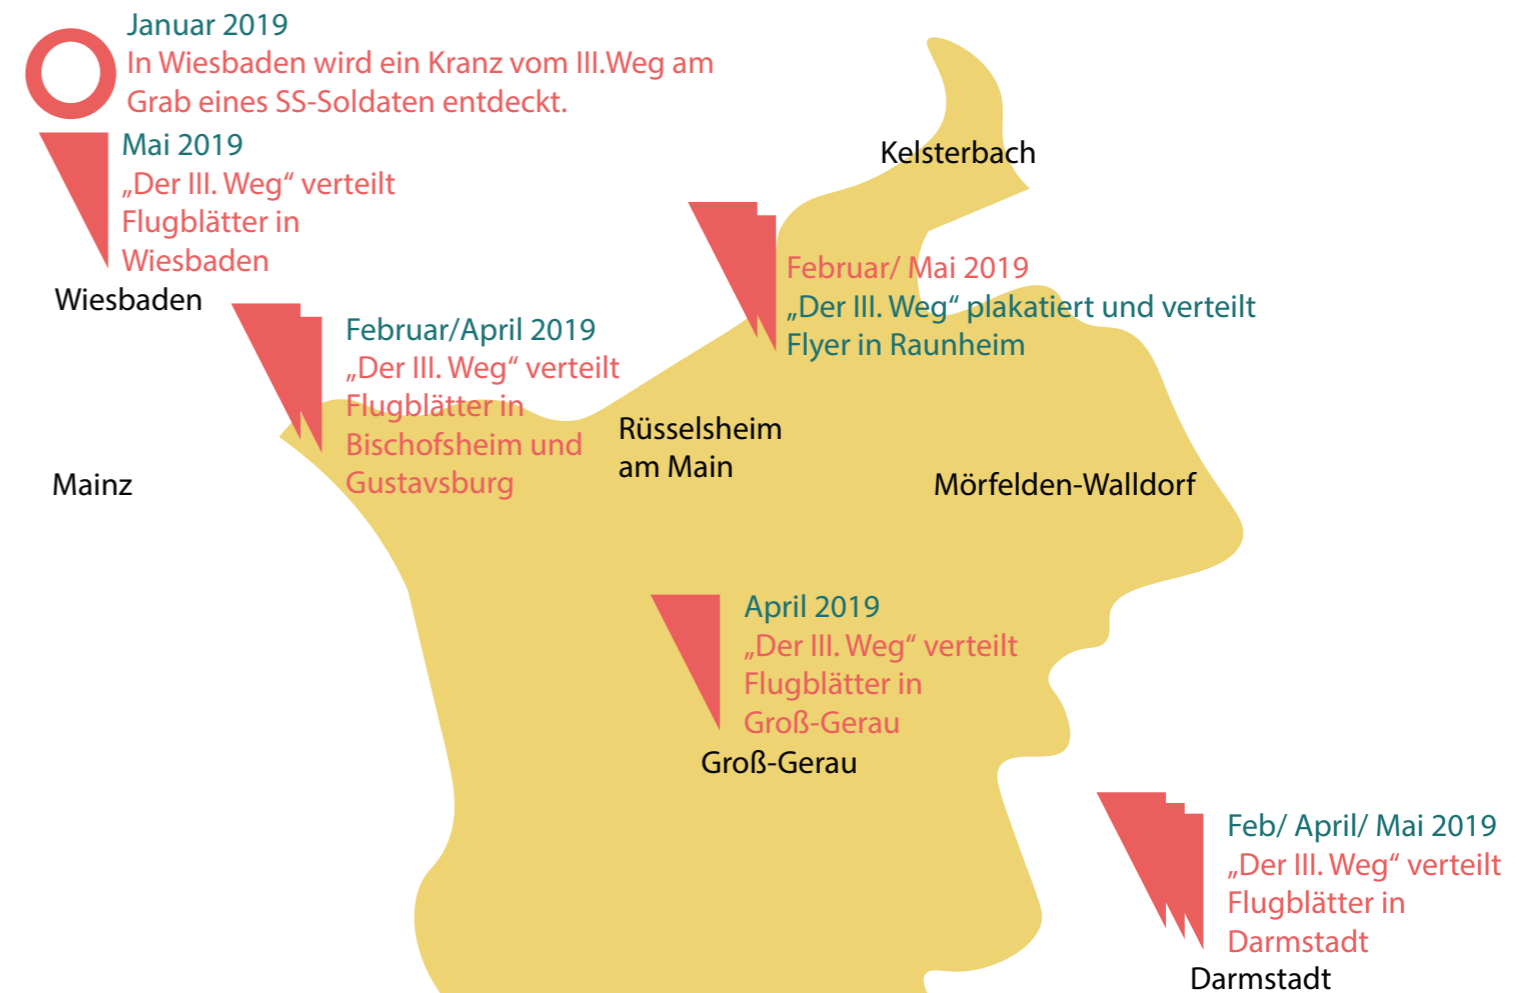 Januar 2019
In Wiesbaden wird ein Kranz vom III.Weg am
Grab eines SS-Soldaten entdeckt.
Mai 2019
„Der III. Weg“ verteilt
Flugblätter in
Wiesbaden
Wiesbaden
Kelsterbach
Februar/ Mai 2019
„Der III. Weg“ plakatiert und verteilt
Flyer in Raunheim
Februar/April 2019
„Der III. Weg“ verteilt
Flugblätter in
Bischofsheim und
Gustavsburg
Rüsselsheim
am Main
Mainz
Mörfelden-Walldorf
April 2019
„Der III. Weg“ verteilt
Flugblätter in
Groß-Gerau
Groß-Gerau
Feb/ April/ Mai 2019
„Der III. Weg“ verteilt
Flugblätter in
Darmstadt
Darmstadt